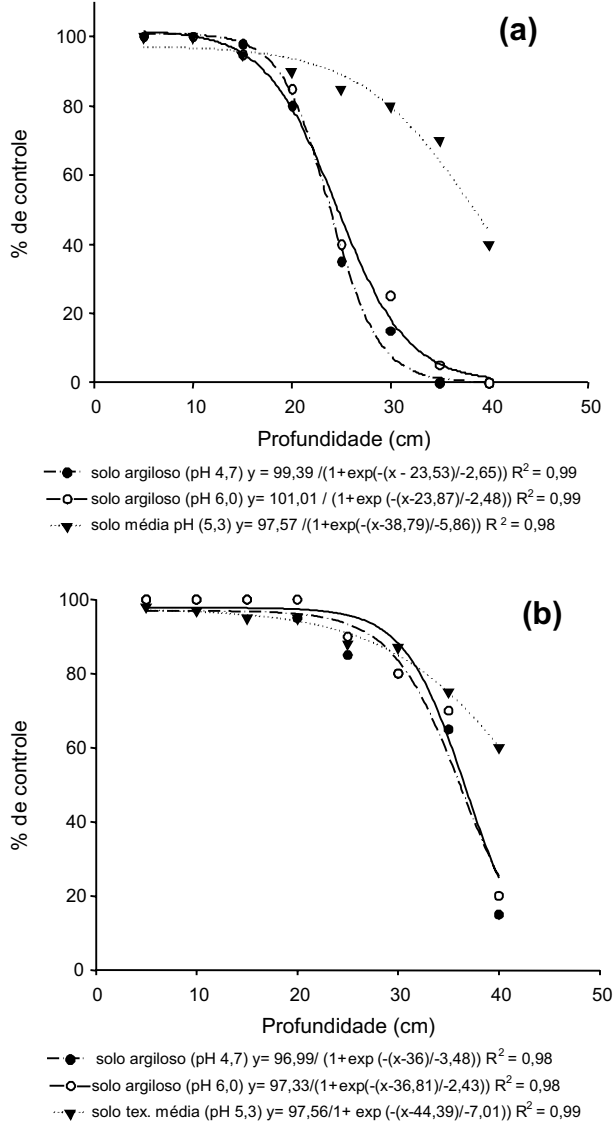 (a)
100
80
60
40
20
0
% de controle
0 10 20 30 40 50
Profundidade (cm)
solo argiloso (pH 4,7) y = 99,39 /(1+exp(-(x - 23,53)/-2,65)) R² = 0,99
solo argiloso (pH 6,0) y= 101,01 / (1+exp (-(x-23,87)/-2,48)) R² = 0,99
solo média pH (5,3) y = 97,57 /(1+exp(-(x-38,79)/-5,86)) R² = 0,98
(b)
100
80
60
40
20
0
% de controle
0 10 20 30 40 50
Profundidade (cm)
solo argiloso (pH 4,7) y= 96,99/ (1+exp (-(x-36)/-3,48)) R² = 0,98
solo argiloso (pH 6,0) y= 97,33/(1+exp(-(x-36,81)/-2,43)) R² = 0,98
solo tex. média (pH 5,3) y= 97,56/1+ exp (-(x-44,39)/-7,01)) R² = 0,99